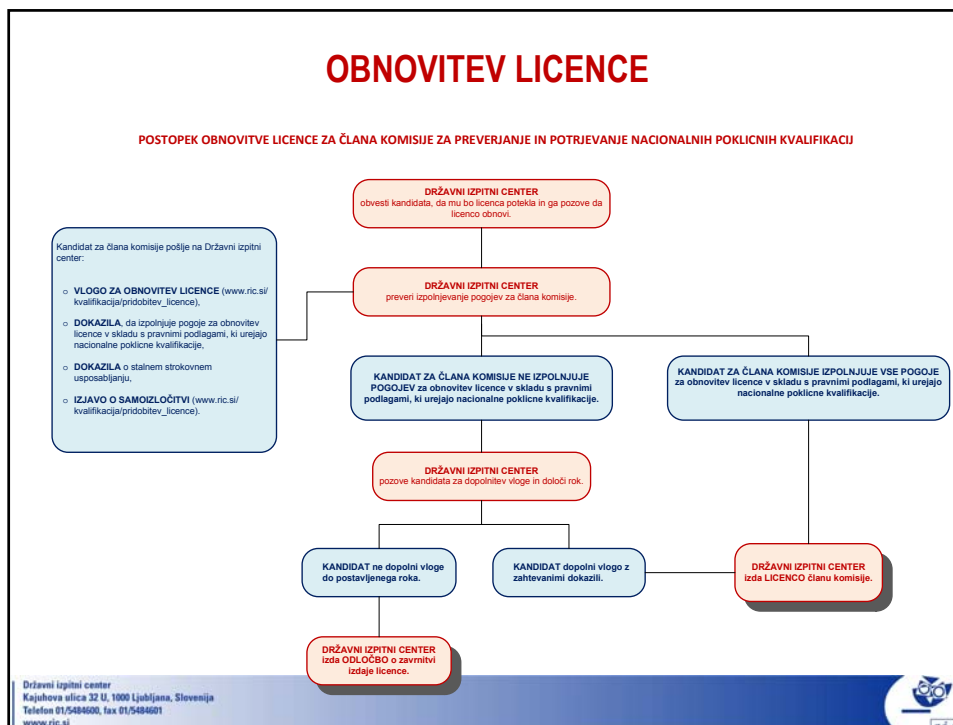 OBNOVITEV LICENCE
POSTOPEK OBNOVITVE LICENCE ZA ČLANA KOMISIJE ZA PREVERJANJE IN POTRJEVANJE NACIONALNIH POKLICNIH KVALIFIKACIJ
DRŽAVNI IZPITNI CENTER
obvesti kandidata, da mu bo licenca potekla in ga pozove da
licenco obnovi.
Kandidat za člana komisije pošlje na Državni izpitni
center:
o VLOGO ZA OBNOVITEV LICENCE (www.ric.si/
kvalifikacija/pridobitev_licence),
o DOKAZILA, da izpolnjuje pogoje za obnovitev
licence v skladu s pravnimi podlagami, ki urejajo
nacionalne poklicne kvalifikacije,
o DOKAZILA o stalnem strokovnem
usposabljanju,
o IZJAVO O SAMOIZLOČITVI (www.ric.si/
kvalifikacija/pridobitev_licence).
DRŽAVNI IZPITNI CENTER
preveri izpolnjevanje pogojev za člana komisije.
KANDIDAT ZA ČLANA KOMISIJE NE IZPOLNJUJE
POGOJEV za obnovitev licence v skladu s pravnimi
podlagami, ki urejajo nacionalne poklicne kvalifikacije.
KANDIDAT ZA ČLANA KOMISIJE IZPOLNJUJE VSE POGOJE
za obnovitev licence v skladu s pravnimi podlagami, ki urejajo
nacionalne poklicne kvalifikacije.
DRŽAVNI IZPITNI CENTER
pozove kandidata za dopolnitev vloge in določi rok.
KANDIDAT ne dopolni vloge
do postavljenega roka.
KANDIDAT dopolni vlogo z
zahtevanimi dokazili.
DRŽAVNI IZPITNI CENTER
izda LICENCO članu komisije.
DRŽAVNI IZPITNI CENTER
izda ODLOČBO o zavrnitvi
izdaje licence.
Državni izpitni center
Kajuhova ulica 32 U, 1000 Ljubljana, Slovenija
Telefon 01/5484600, fax 01/5484601
www.ric.si